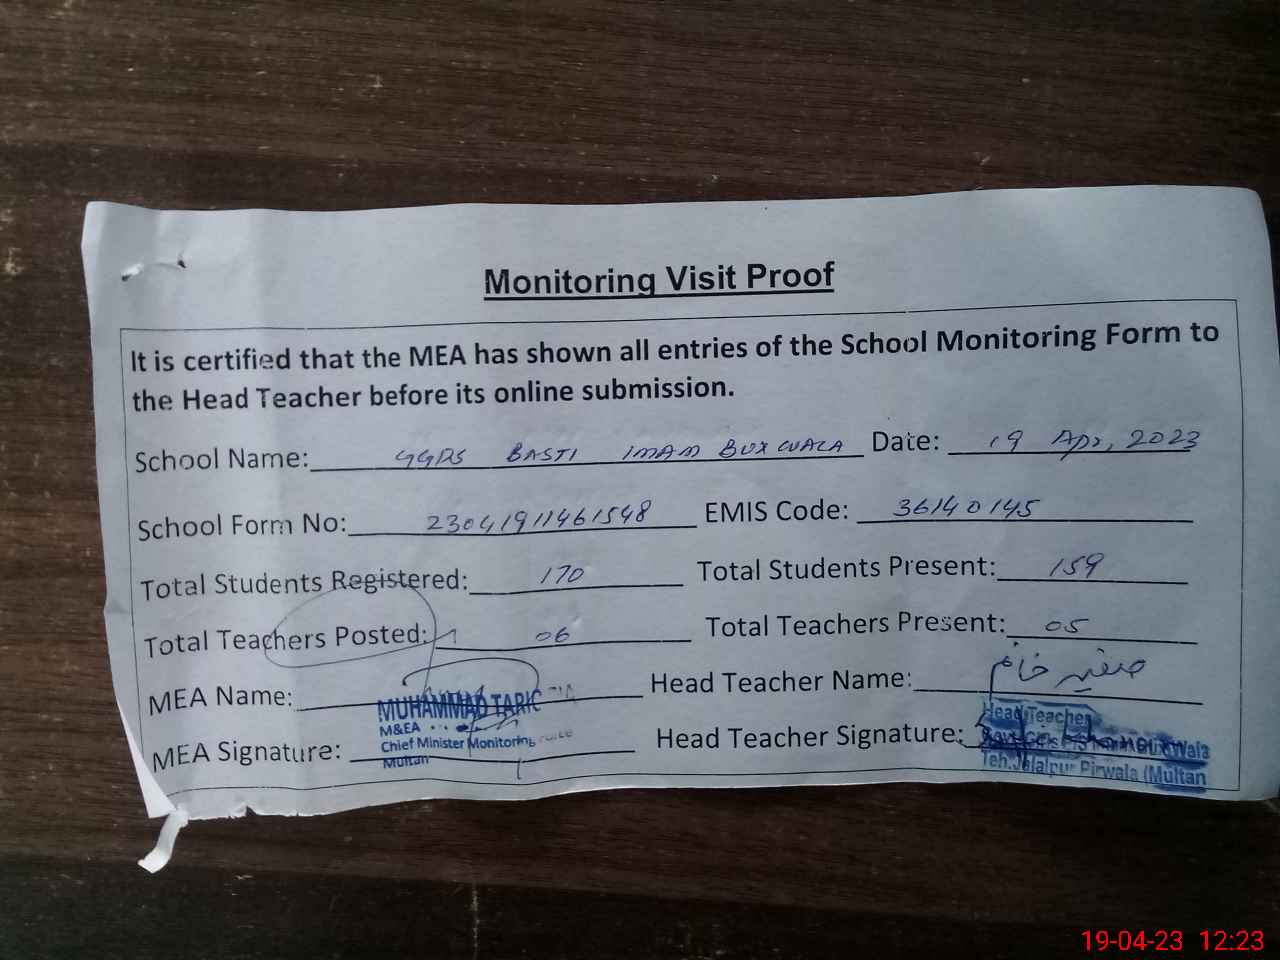 Monitoring Visit Proof
It is certified that the MEA has shown all entries of the School Monitoring Form to
the Head Teacher before its online submission.
School Name: GGPS BASTI IMAM BUX WALA Date: 19 Apr, 2023
School Form No: 23041911461548 EMIS Code: 36140145
Total Students Registered: 170 Total Students Present: 159
Total Teachers Posted: 06 Total Teachers Present: 05
MEA Name: MUHAMMAD TARIQ Head Teacher Name: صغیر خانم
M&EA
MEA Signature: Chief Minister Monitoring Force Head Teacher Signature: Head Teacher
Multan
Teh. Jalalpur Pirwala (Multan
19-04-23 12:23